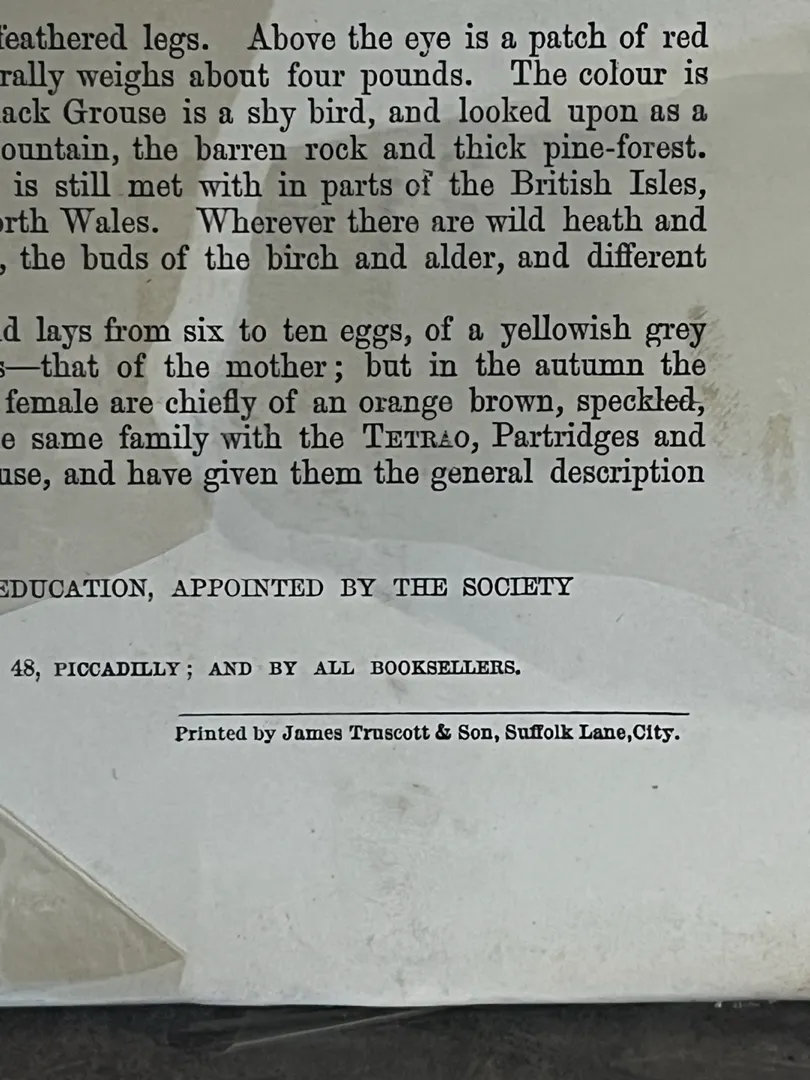 feathered legs. Above the eye is a patch of red
rally weighs about four pounds. The colour is
ack Grouse is a shy bird, and looked upon as a
ountain, the barren rock and thick pine-forest.
is still met with in parts of the British Isles,
orth Wales. Wherever there are wild heath and
, the buds of the birch and alder, and different
d lays from six to ten eggs, of a yellowish grey
s—that of the mother; but in the autumn the
female are chiefly of an orange brown, speckled,
e same family with the TETRAO, Partridges and
use, and have given them the general description
EDUCATION, APPOINTED BY THE SOCIETY
48, PICCADILLY; AND BY ALL BOOKSELLERS.
Printed by James Truscott & Son, Suffolk Lane,City.